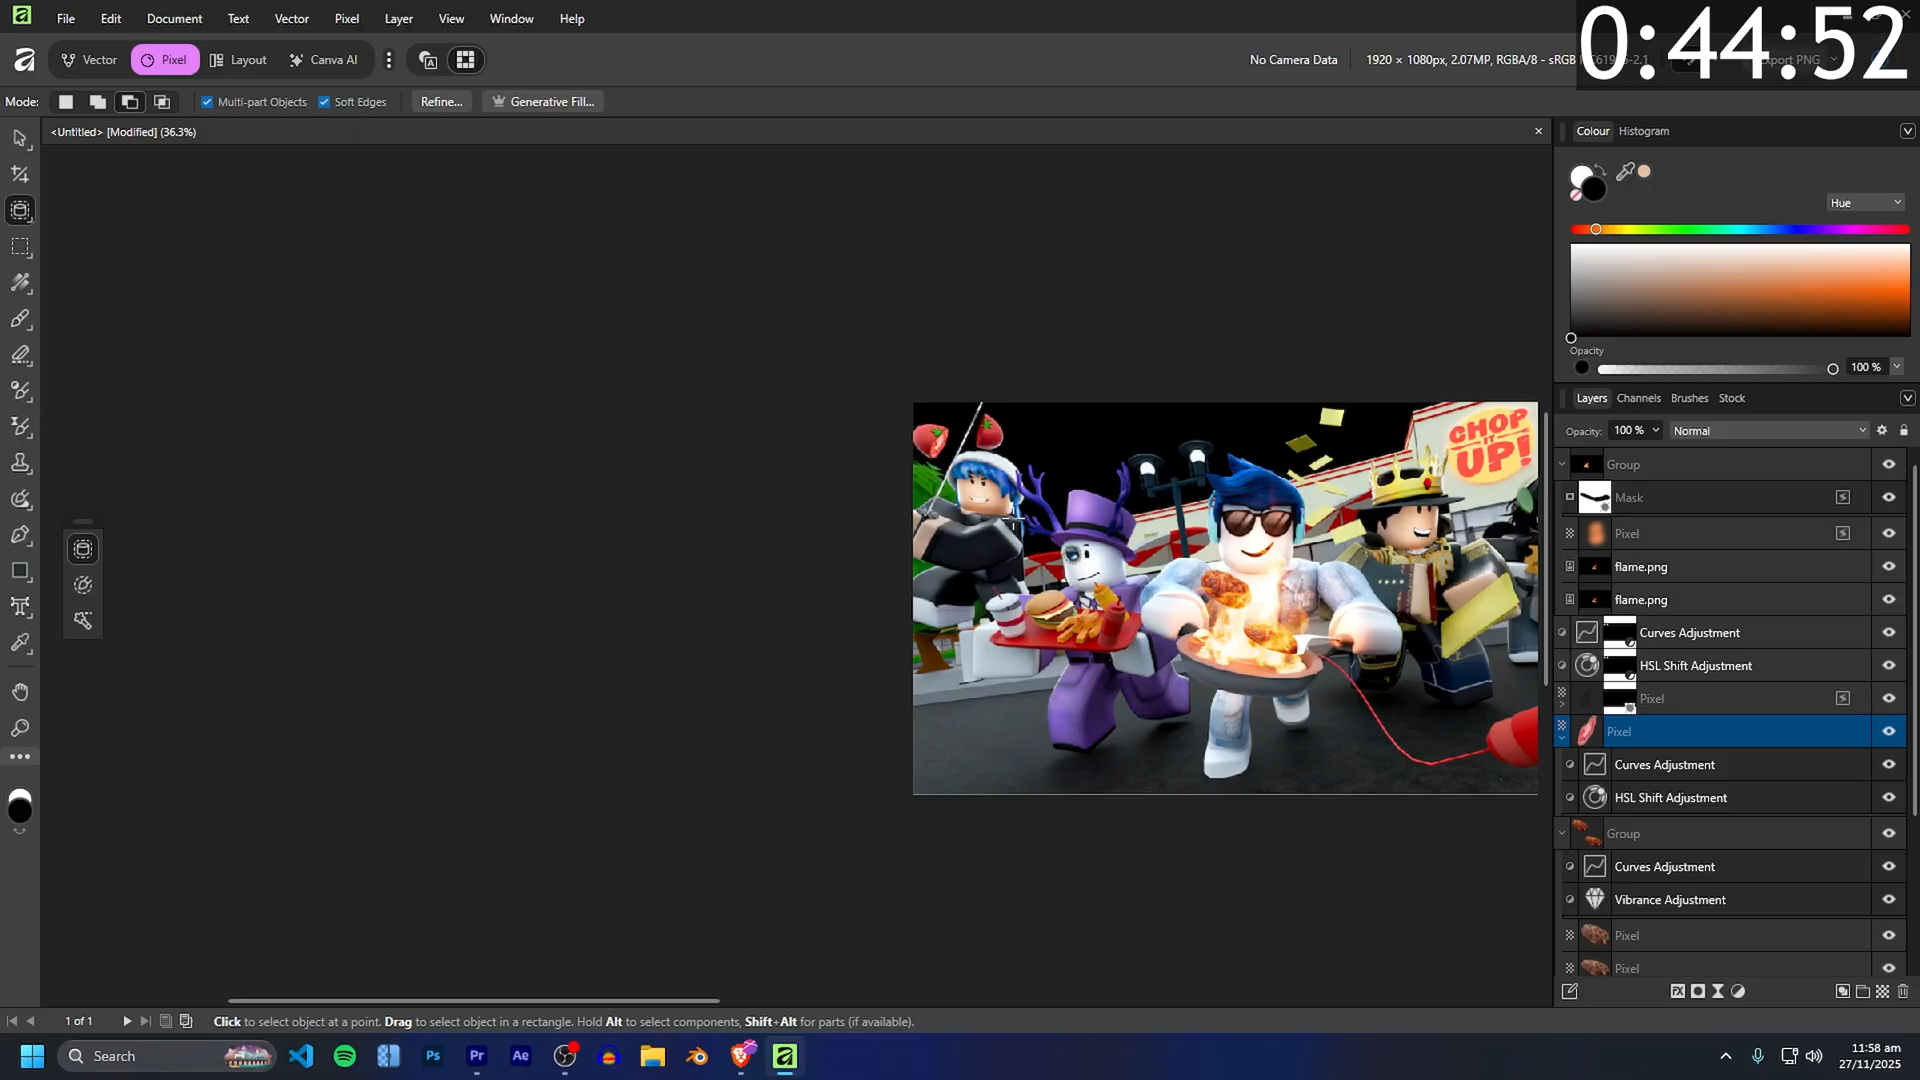 File Edit Document Text Vector Pixel Layer View Window Help
0:44:52
Vector Pixel Layout Canva AI
No Camera Data 1920 × 1080px, 2.07MP, RGBA/8 - sRGB
Export PNG
Mode: Multi-part Objects Soft Edges Refine... Generative Fill...
<Untitled> [Modified] (36.3%)
Colour Histogram
Hue
Opacity
100 %
Layers Channels Brushes Stock
Opacity: 100 % Normal
Group
Mask
Pixel
flame.png
flame.png
Curves Adjustment
HSL Shift Adjustment
Pixel
Pixel
Curves Adjustment
HSL Shift Adjustment
Group
Curves Adjustment
Vibrance Adjustment
Pixel
Pixel
CHOP
IT
UP!
1 of 1
Click to select object at a point. Drag to select object in a rectangle. Hold Alt to select components, Shift+Alt for parts (if available).
Search
Ps Pr Ae
11:58 am
27/11/2025